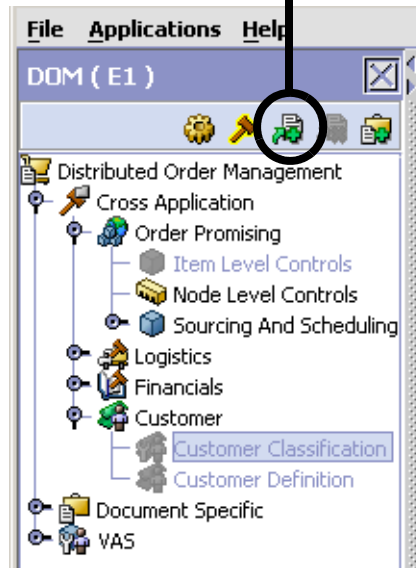 File Applications Help
DOM ( E1 )
Distributed Order Management
Cross Application
Order Promising
Item Level Controls
Node Level Controls
Sourcing And Scheduling
Logistics
Financials
Customer
Customer Classification
Customer Definition
Document Specific
VAS